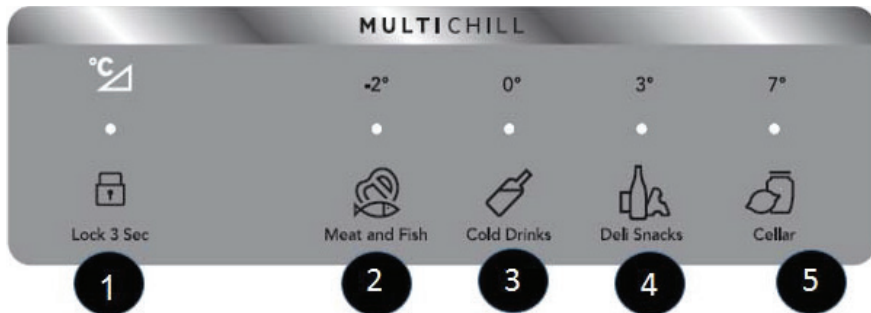 MULTICHILL
°C
-2° 0° 3° 7°
Lock 3 Sec Meat and Fish Cold Drinks Deli Snacks Cellar
1 2 3 4 5